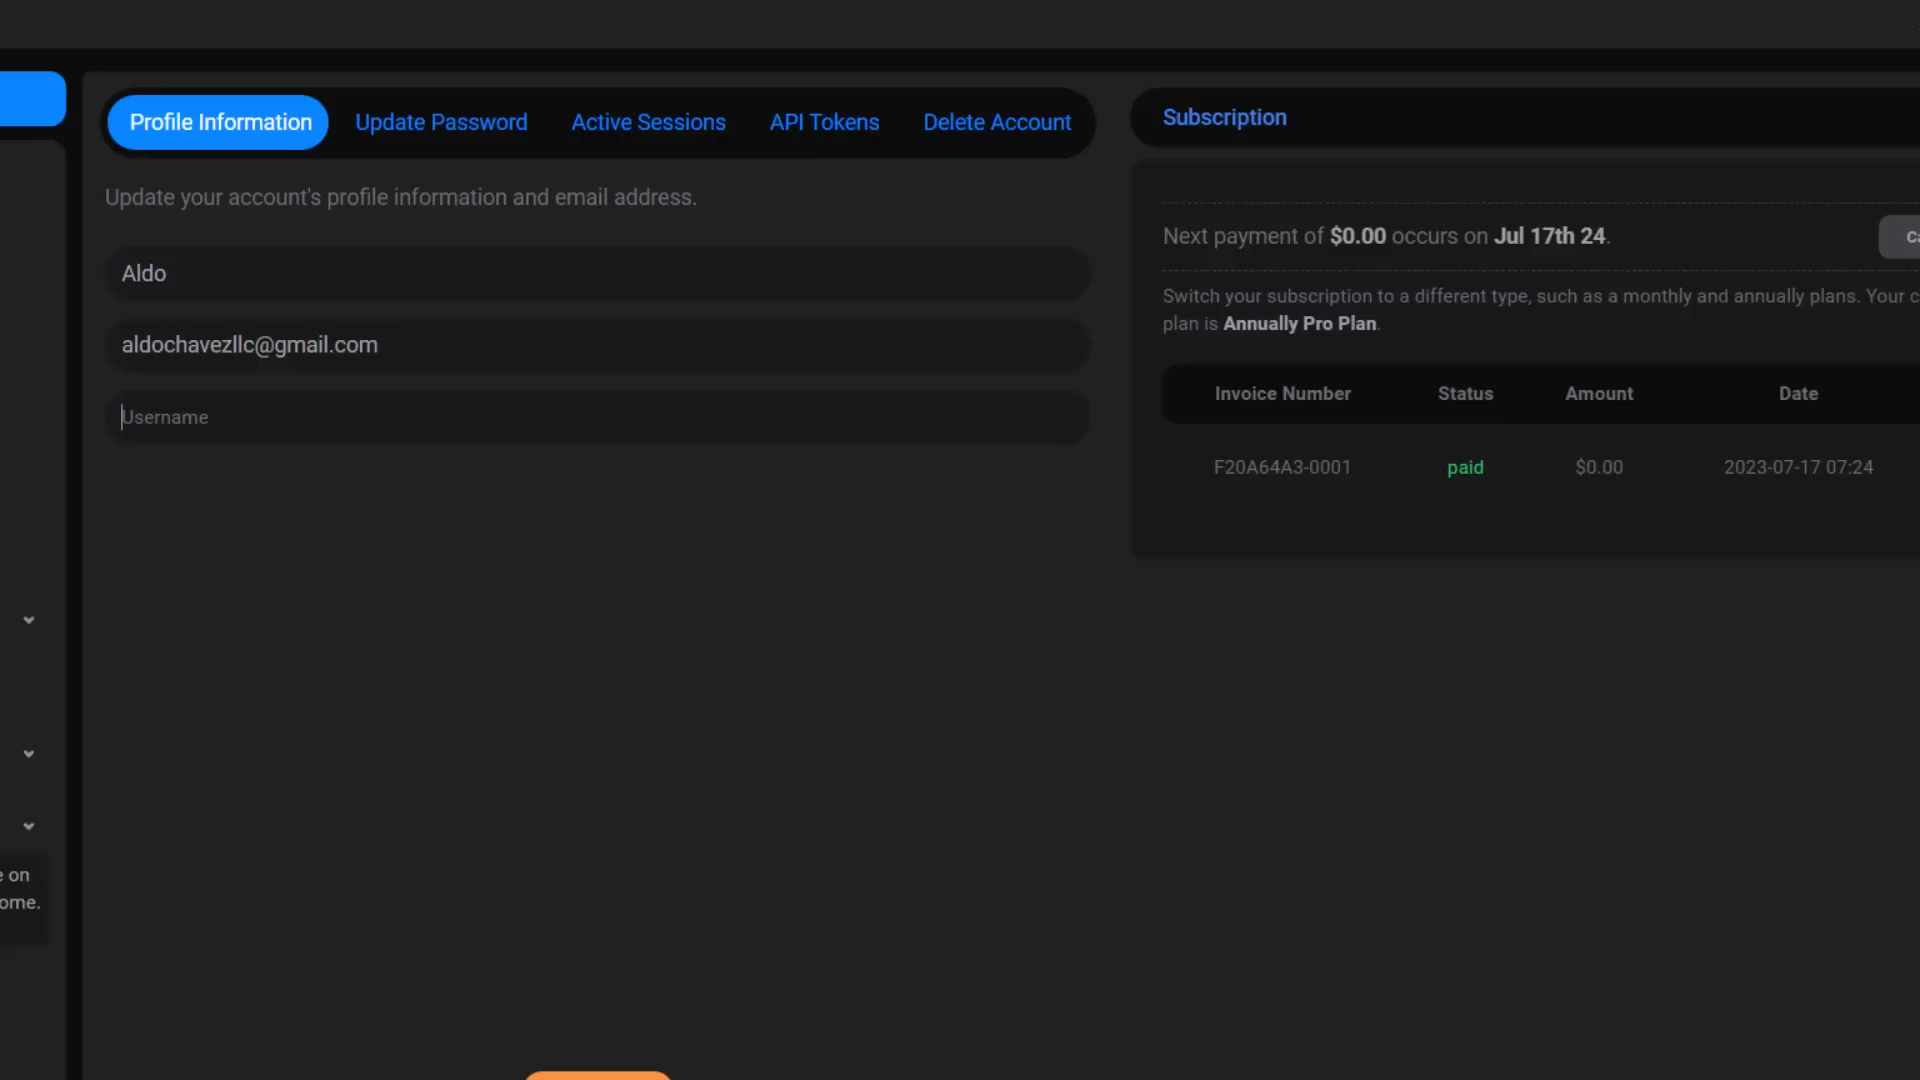 Profile Information Update Password Active Sessions API Tokens Delete Account
Update your account's profile information and email address.
Aldo
aldochavezllc@gmail.com
Username
Subscription
Next payment of $0.00 occurs on Jul 17th 24.
Switch your subscription to a different type, such as a monthly and annually plans. Your
plan is Annually Pro Plan.
Invoice Number Status Amount Date
F20A64A3-0001 paid $0.00 2023-07-17 07:24
on
ome.